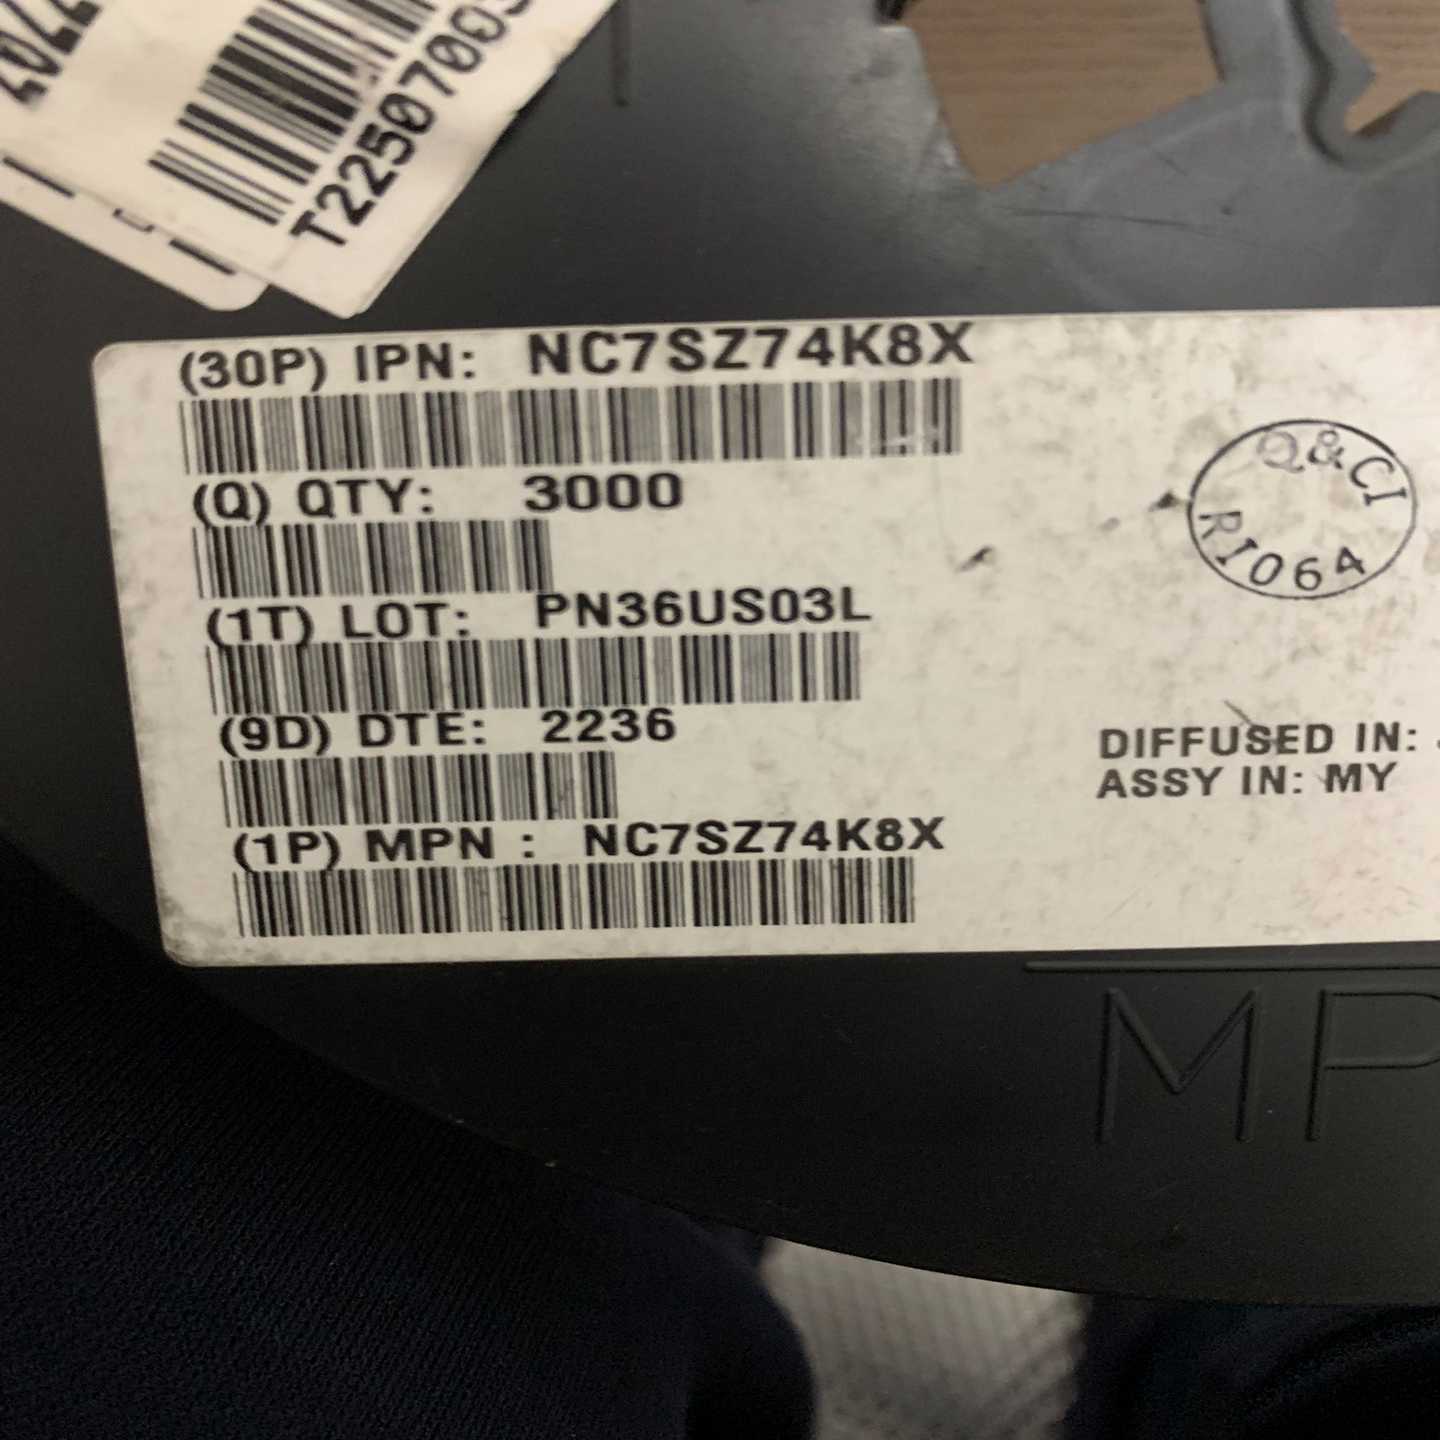 T2250709
(30P) IPN: NC7SZ74K8X
(Q) QTY: 3000
(1T) LOT: PN36US03L
(9D) DTE: 2236
(1P) MPN : NC7SZ74K8X
Q&CI
RI064
DIFFUSED IN:
ASSY IN: MY
MP